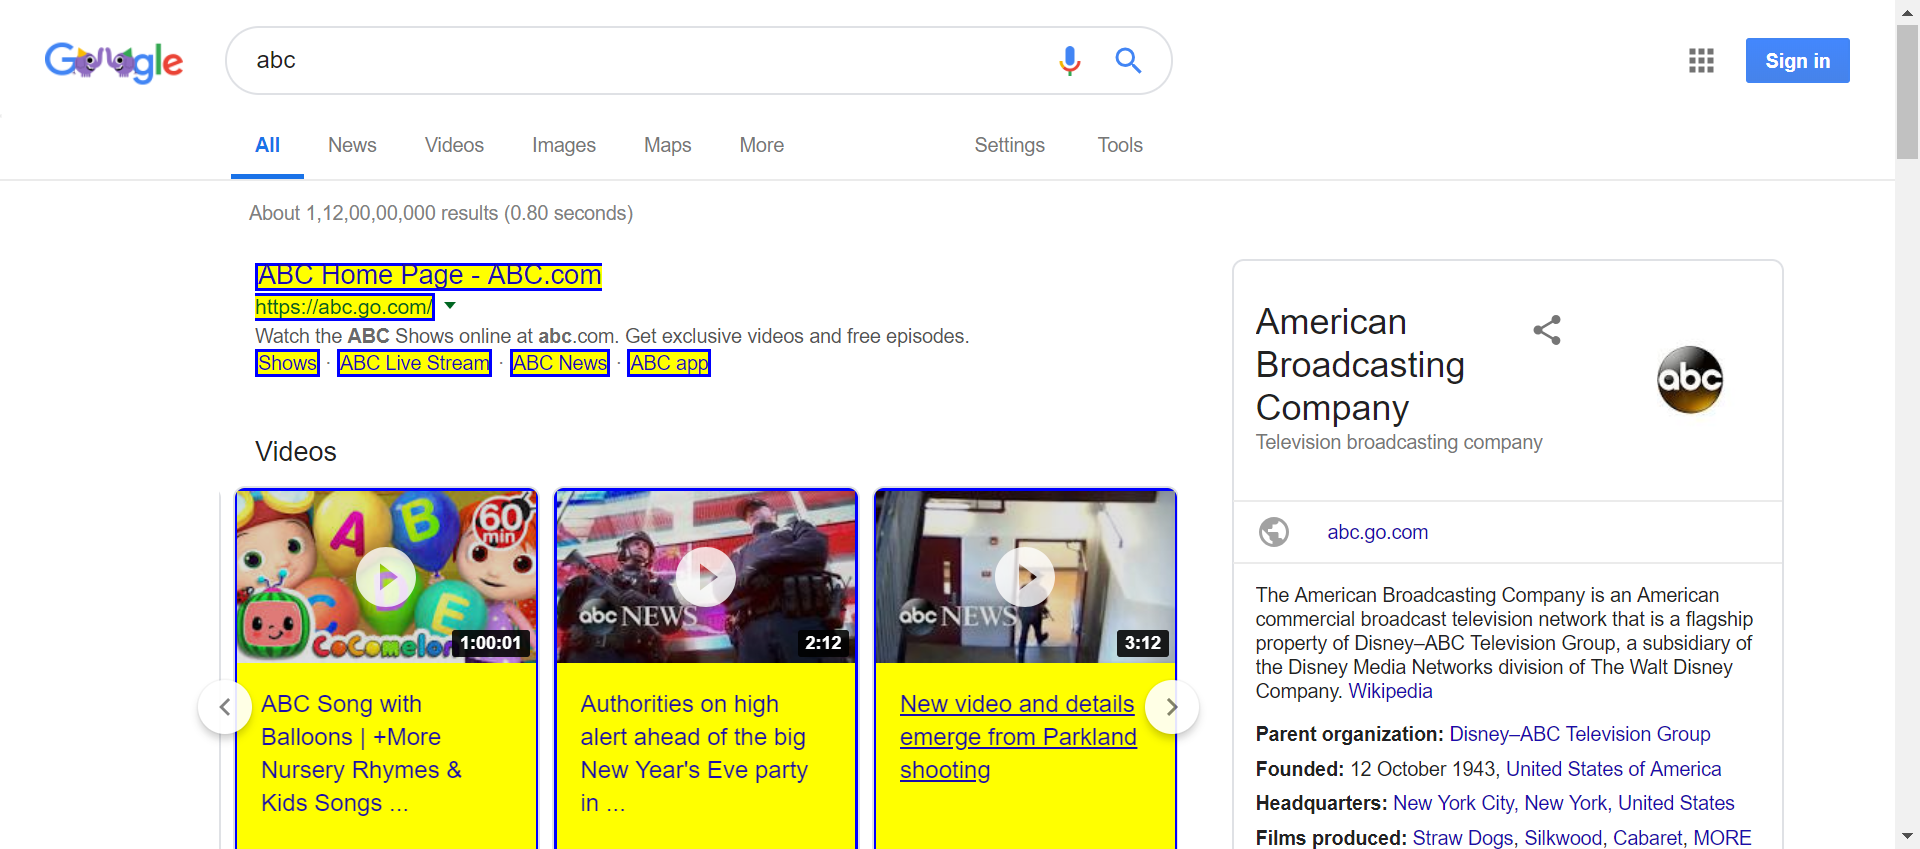 Google
abc
Sign in
All News Videos Images Maps More Settings Tools
About 1,12,00,00,000 results (0.80 seconds)
ABC Home Page - ABC.com
https://abc.go.com/
Watch the ABC Shows online at abc.com. Get exclusive videos and free episodes.
Shows · ABC Live Stream · ABC News · ABC app
Videos
A B C E
60
min
CoComelon
1:00:01
abc NEWS
2:12
abc NEWS
3:12
ABC Song with
Balloons | +More
Nursery Rhymes &
Kids Songs ...
Authorities on high
alert ahead of the big
New Year's Eve party
in ...
New video and details
emerge from Parkland
shooting
American
Broadcasting
Company
Television broadcasting company
abc
abc.go.com
The American Broadcasting Company is an American
commercial broadcast television network that is a flagship
property of Disney–ABC Television Group, a subsidiary of
the Disney Media Networks division of The Walt Disney
Company. Wikipedia
Parent organization: Disney–ABC Television Group
Founded: 12 October 1943, United States of America
Headquarters: New York City, New York, United States
Films produced: Straw Dogs, Silkwood, Cabaret, MORE